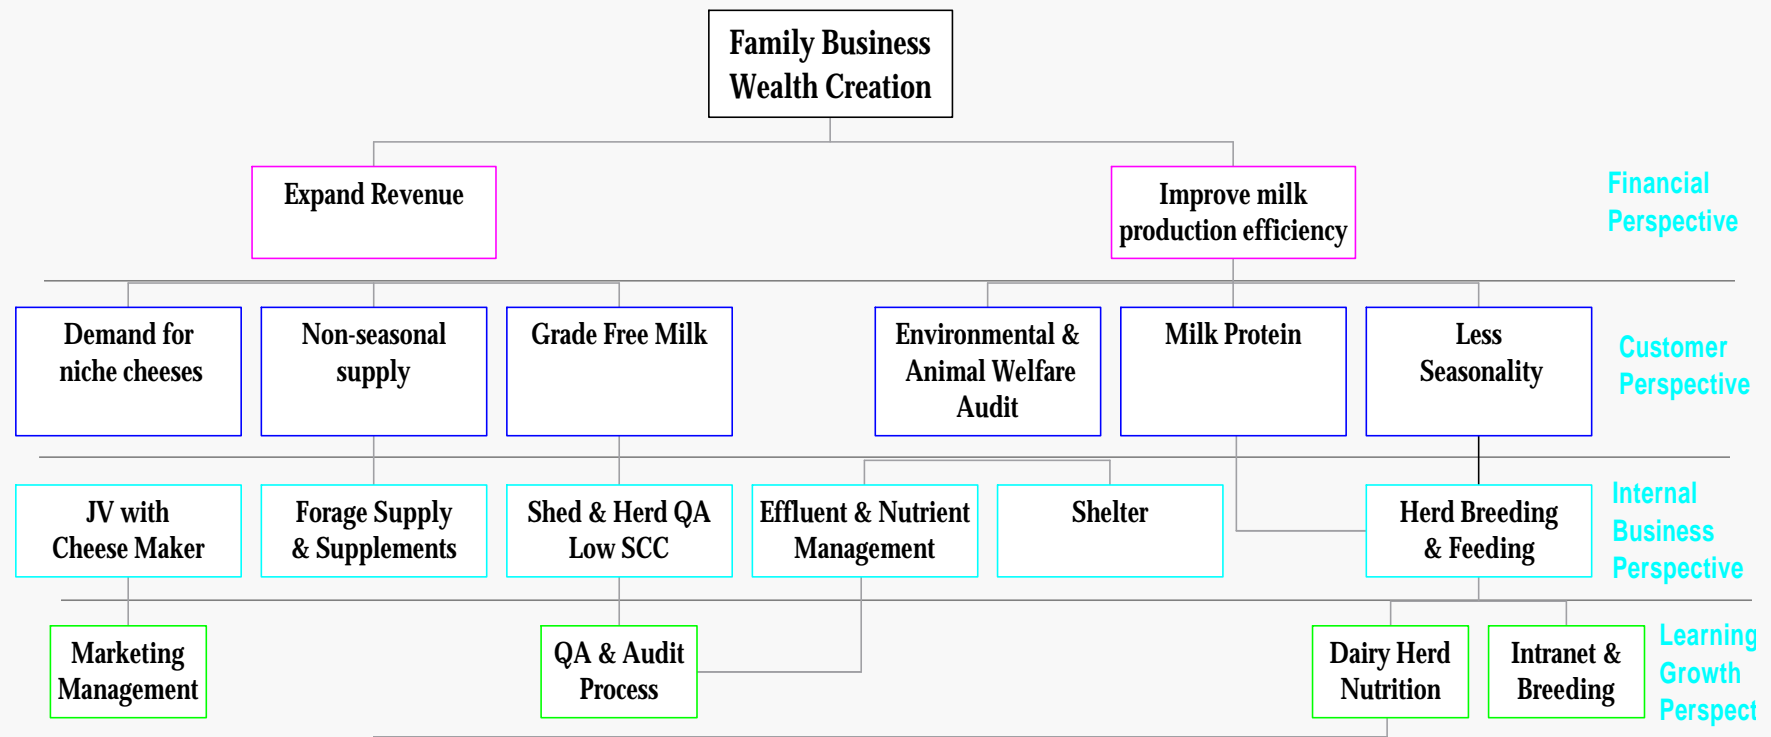 Family Business
Wealth Creation
Expand Revenue
Improve milk
production efficiency
Financial
Perspective
Demand for
niche cheeses
Non-seasonal
supply
Grade Free Milk
Environmental &
Animal Welfare
Audit
Milk Protein
Less
Seasonality
Customer
Perspective
JV with
Cheese Maker
Forage Supply
& Supplements
Shed & Herd QA
Low SCC
Effluent & Nutrient
Management
Shelter
Herd Breeding
& Feeding
Internal
Business
Perspective
Marketing
Management
QA & Audit
Process
Dairy Herd
Nutrition
Intranet &
Breeding
Learning
Growth
Perspect